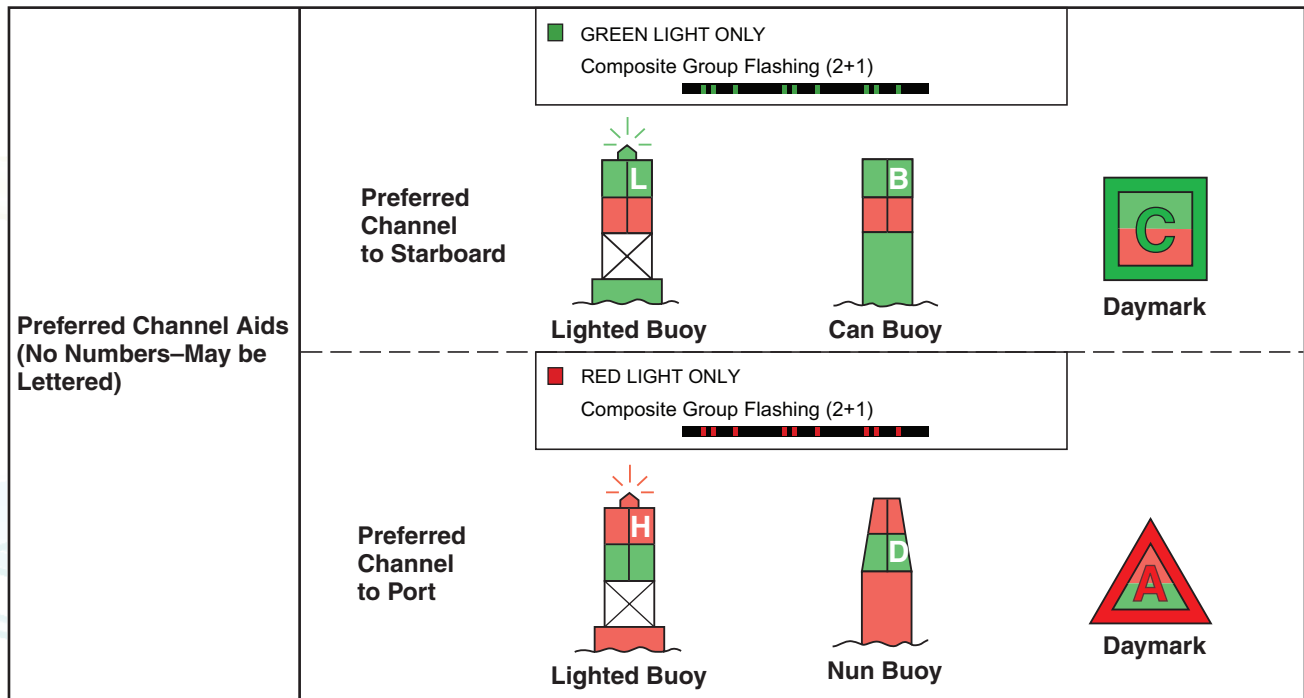 Preferred Channel Aids
(No Numbers–May be
Lettered)
GREEN LIGHT ONLY
Composite Group Flashing (2+1)
Preferred
Channel
to Starboard
L
B
C
Lighted Buoy
Can Buoy
Daymark
RED LIGHT ONLY
Composite Group Flashing (2+1)
Preferred
Channel
to Port
H
D
A
Lighted Buoy
Nun Buoy
Daymark